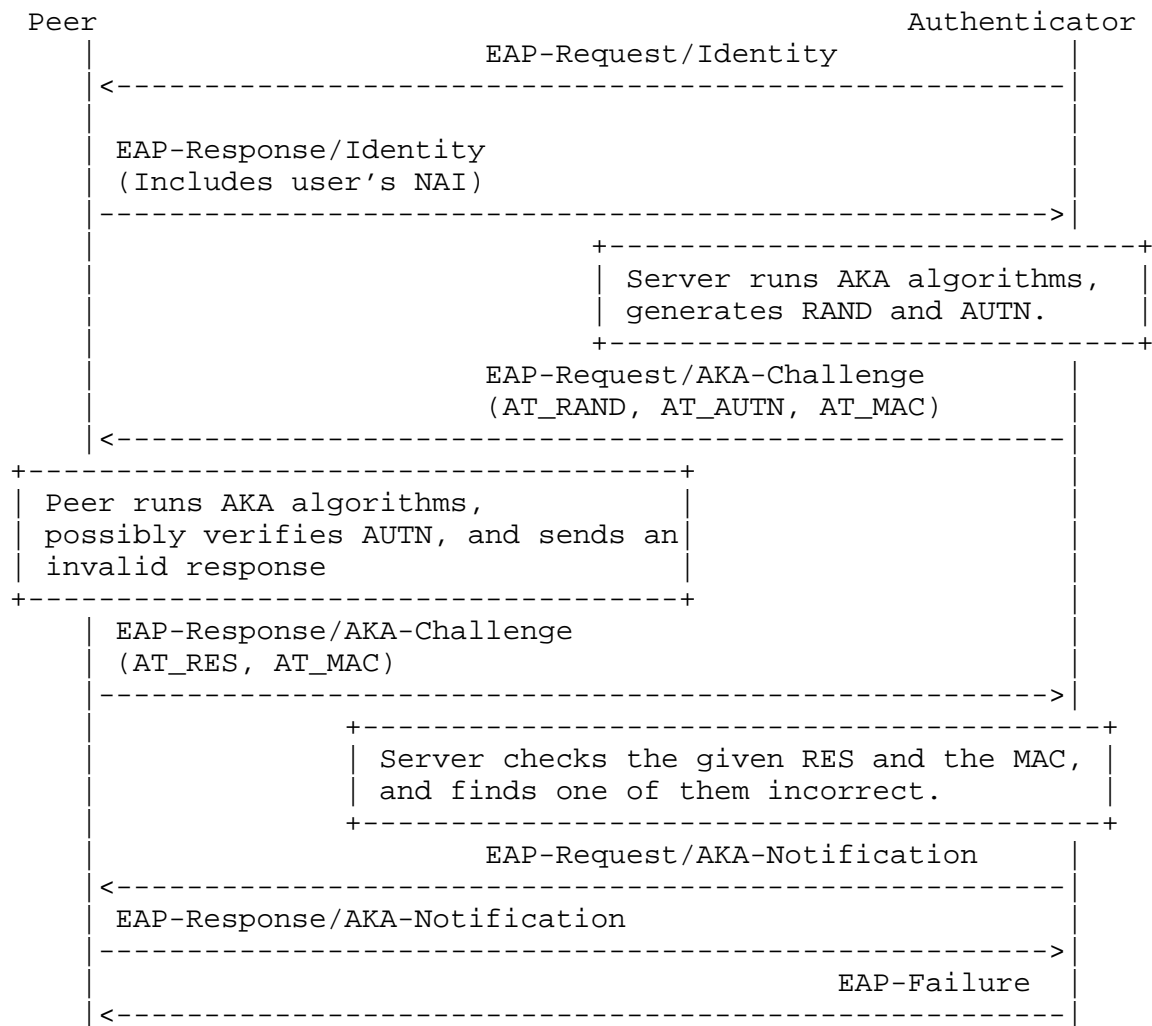 Peer Authenticator
EAP-Request/Identity
EAP-Response/Identity
(Includes user's NAI)
Server runs AKA algorithms,
generates RAND and AUTN.
EAP-Request/AKA-Challenge
(AT_RAND, AT_AUTN, AT_MAC)
Peer runs AKA algorithms,
possibly verifies AUTN, and sends an
invalid response
EAP-Response/AKA-Challenge
(AT_RES, AT_MAC)
Server checks the given RES and the MAC,
and finds one of them incorrect.
EAP-Request/AKA-Notification
EAP-Response/AKA-Notification
EAP-Failure